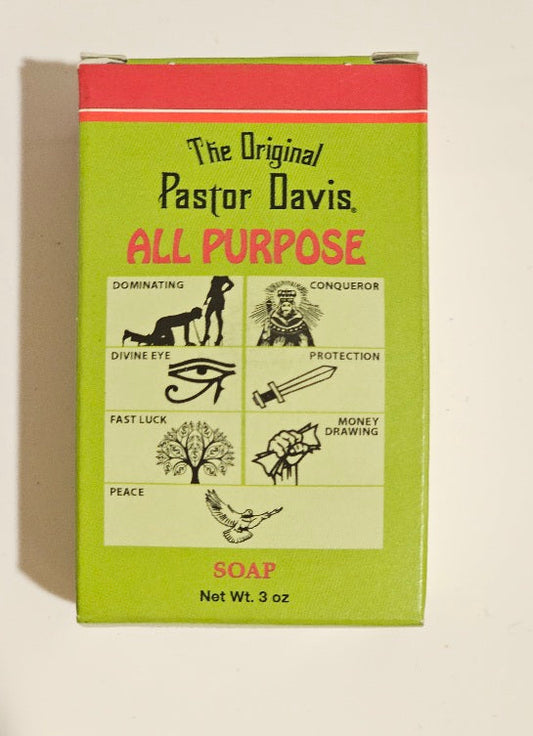 The Original
Pastor Davis®
ALL PURPOSE
DOMINATING
CONQUEROR
DIVINE EYE
PROTECTION
FAST LUCK
MONEY
DRAWING
PEACE
SOAP
Net Wt. 3 oz